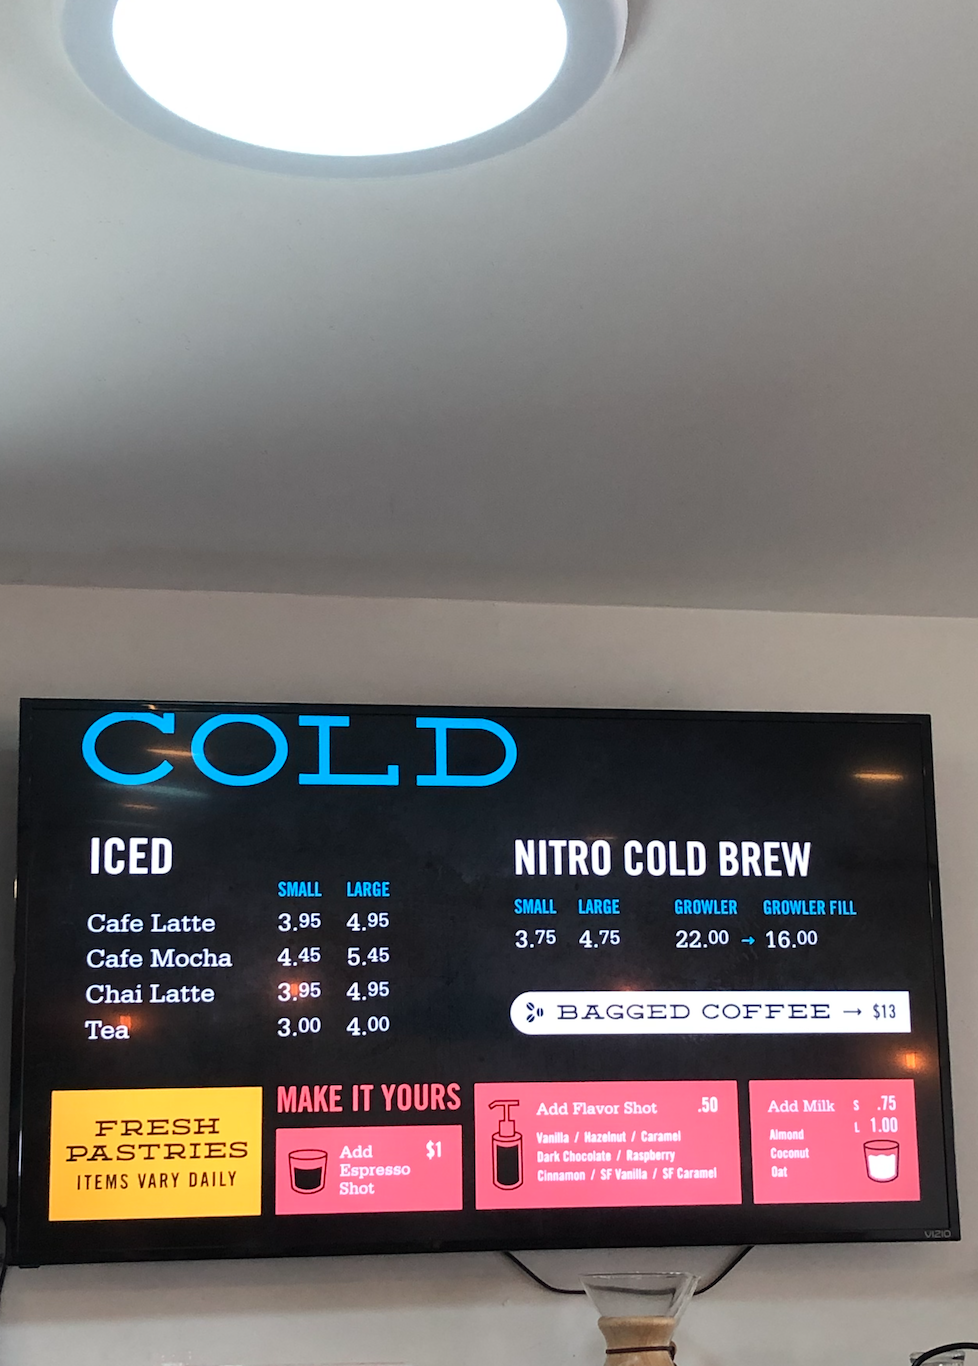 COLD
ICED
SMALL LARGE
Cafe Latte 3.95 4.95
Cafe Mocha 4.45 5.45
Chai Latte 3.95 4.95
Tea 3.00 4.00
NITRO COLD BREW
SMALL LARGE GROWLER GROWLER FILL
3.75 4.75 22.00 → 16.00
BAGGED COFFEE → $13
FRESH
PASTRIES
ITEMS VARY DAILY
MAKE IT YOURS
Add $1
Espresso
Shot
Add Flavor Shot .50
Vanilla / Hazelnut / Caramel
Dark Chocolate / Raspberry
Cinnamon / SF Vanilla / SF Caramel
Add Milk S .75
L 1.00
Almond
Coconut
Oat
VIZIO